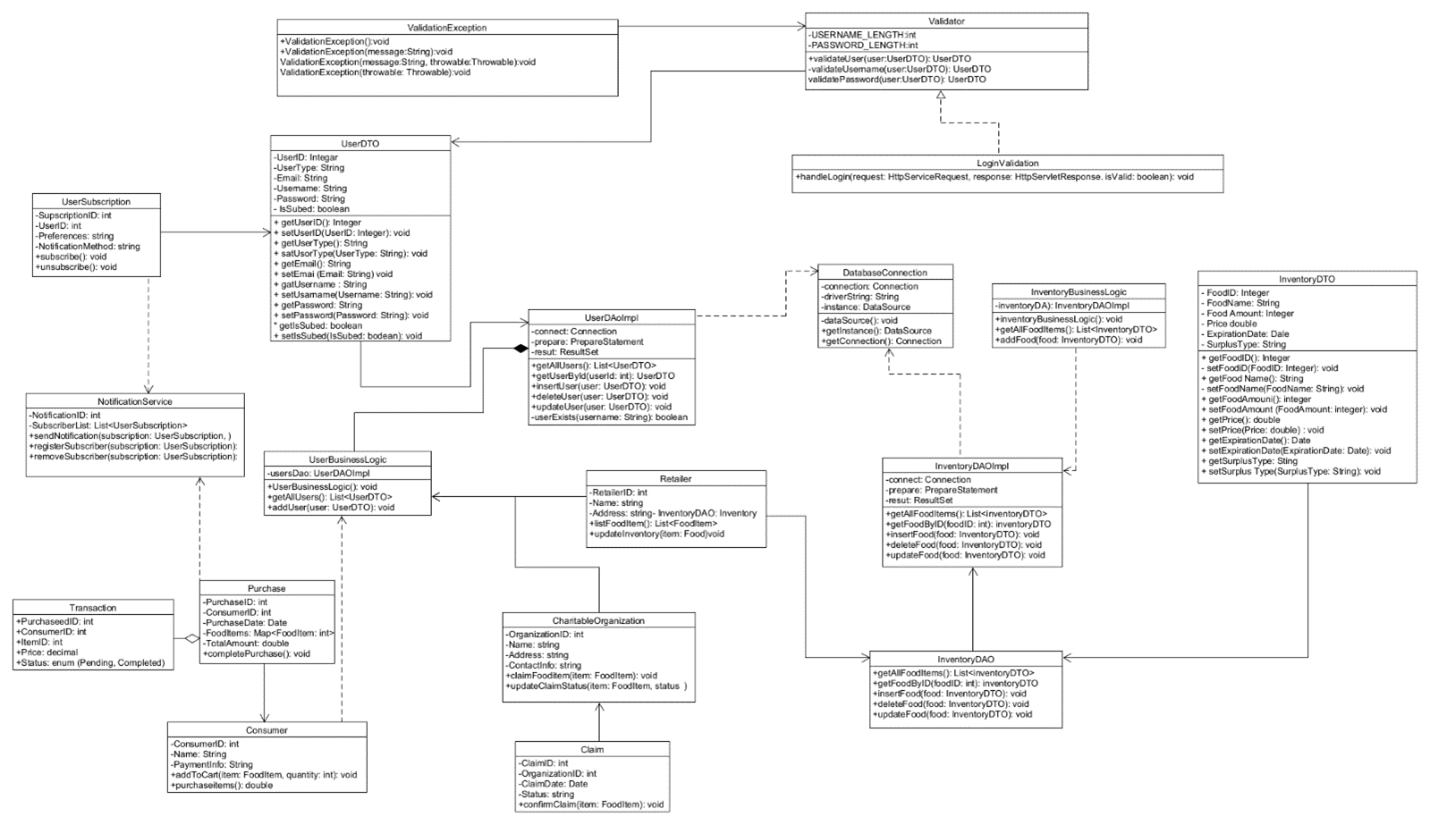 ValidationException
+ValidationException():void
+ValidationException(message:String):void
ValidationException(message:String, throwable:Throwable):void
ValidationException(throwable: Throwable):void
Validator
-USERNAME_LENGTH:int
-PASSWORD_LENGTH:int
+validateUser(user:UserDTO): UserDTO
-validateUsername(user:UserDTO): UserDTO
validatePassword(user:UserDTO): UserDTO
LoginValidation
+handleLogin(request: HttpServiceRequest, response: HttpServletResponse. isValid: boolean): void
UserDTO
-UserID: Integar
-UserType: String
-Email: String
-Username: String
-Password: String
- IsSubed: boolean
+ getUserID(): Integer
+ setUserID(UserID: Integer): void
+ getUserType(): String
+ satUsorType(UserType: String): void
+ getEmail(): String
+ setEmai (Email: String) void
+ gatUsername : String
+ setUsamame(Username: String): void
+ getPassword: String
+ setPassword(Password: String): void
* getIsSubed: boolean
+ setIsSubed(IsSubed: boolean): void
UserSubscription
-SupscriptionID: int
-UserID: int
-Preferences: string
-NotificationMethod: string
+subscribe(): void
+unsubscribe(): void
NotificationService
-NotificationID: int
-SubscriberList: List<UserSubscription>
+sendNotification(subscription: UserSubscription, )
+registerSubscriber(subscription: UserSubscription):
+removeSubscriber(subscription: UserSubscription):
UserDAoImpl
-connect: Connection
-prepare: PrepareStatement
-resut: ResultSet
+getAllUsers(): List<UserDTO>
+getUserById(userId: int): UserDTO
+insertUser(user: UserDTO): void
+deleteUser(user: UserDTO): void
+updateUser(user: UserDTO): void
-userExists(username: String): boolean
DatabaseConnection
-connection: Connection
-driverString: String
-instance: DataSource
-dataSource(): void
+getInstance(): DataSource
+getConnection(): Connection
InventoryBusinessLogic
-inventoryDA): InventoryDAOImpl
+inventoryBusinessLogic(): void
+getAllFoodItems(): List<InventoryDTO>
+addFood(food: InventoryDTO): void
InventoryDTO
- FoodID: Integer
- FoodName: String
- Food Amount: Integer
- Price double
- ExpirationDate: Dale
- SurplusType: String
+ getFoodID(): Integer
- setFoodiD(FoodID: Integer): void
+ getFood Name(): String
- setFoodName(FoodName: String): void
+ getFoodAmouni(): integer
+ setFoodAmount (FoodAmount: integer): void
+ getPrice(): double
+ setPrice(Price: double) : void
+ getExpirationDate(): Date
+ setExpirationDate(ExpirationDate: Date): void
+ getSurplusType: Sting
+ setSurplus Type(SurplusType: String): void
UserBusinessLogic
-usersDao: UserDAOImpl
+UserBusinessLogic(): void
+getAllUsers(): List<UserDTO>
+addUser(user: UserDTO): void
Retailer
-RetailerID: int
-Name: string
-Address: string- InventoryDAO: Inventory
+listFoodItem(): List<FoodItem>
+updateInventory(item: Food)void
InventoryDAOImpl
-connect: Connection
-prepare: PrepareStatement
-resut: ResultSet
+getAllFoodItems(): List<InventoryDTO>
+getFoodByID(foodID: int): inventoryDTO
+insertFood(food: InventoryDTO): void
+deleteFood(food: InventoryDTO): void
+updateFood(food: InventoryDTO): void
Purchase
-PurchaseID: int
-ConsumerID: int
-PurchaseDate: Date
-FoodItems: Map<FoodItem: int>
-TotalAmount: double
+completePurchase(): void
Transaction
+PurchaseedID: int
+ConsumerID: int
+ItemID: int
+Price: decimal
+Status: enum (Pending, Completed)
CharitableOrganization
-OrganizationID: int
-Name: string
-Address: string
-ContactInfo: string
+claimFooditem(item: FoodItem): void
+updateClaimStatus(item: FoodItem, status )
InventoryDAO
+getAllFoodItems(): List<inventoryDTO>
+getFoodByID(foodID: int): inventoryDTO
+insertFood(food: InventoryDTO): void
+deleteFood(food: InventoryDTO): void
+updateFood(food: InventoryDTO): void
Consumer
-ConsumerID: int
-Name: String
-PaymentInfo: String
+addToCart(item: FoodItem, quantity: int): void
+purchaseitems(): double
Claim
-ClaimID: int
-OrganizationID: int
-ClaimDate: Date
-Status: string
+confirmClaim(item: FoodItem): void